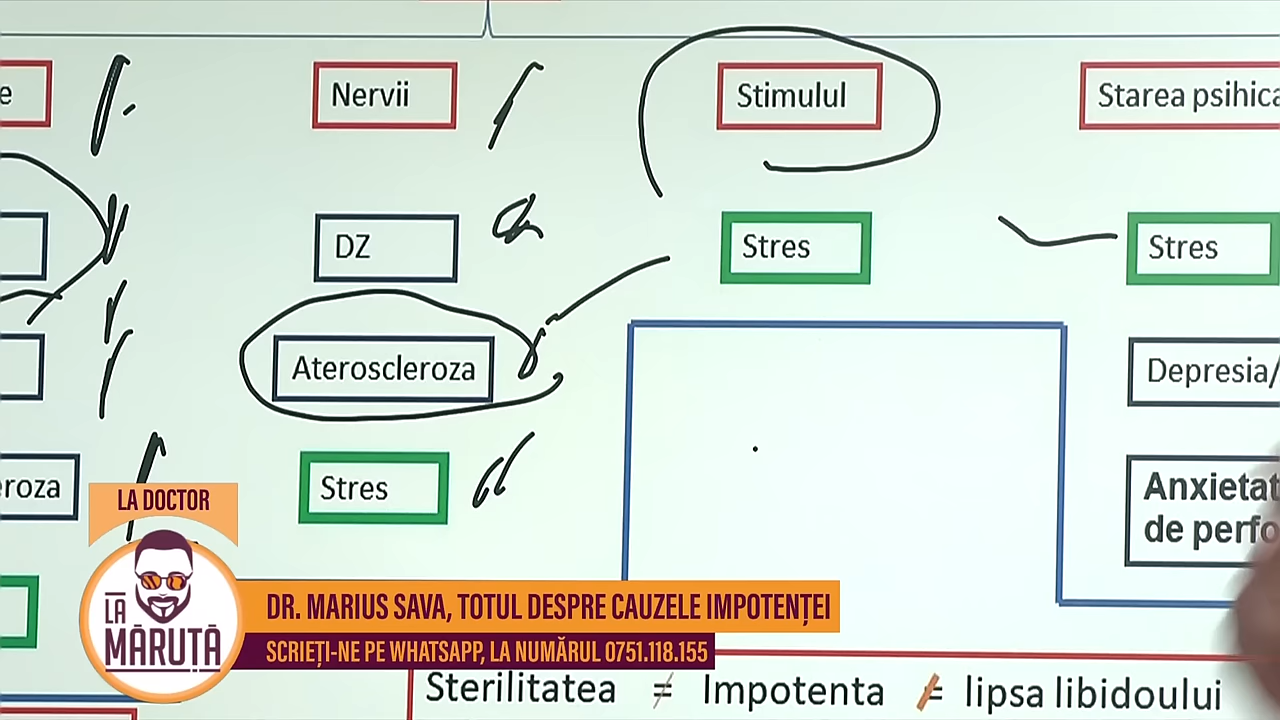 Nervii
Stimulul
Starea psihica
DZ
Stres
Stres
Ateroscleroza
Depresia/
Stres
Anxietat
de perfo
LA DOCTOR
LA
MĂRUȚĂ
DR. MARIUS SAVA, TOTUL DESPRE CAUZELE IMPOTENȚEI
SCRIEȚI-NE PE WHATSAPP, LA NUMĂRUL 0751.118.155
Sterilitatea ≠ Impotenta ≠ lipsa libidoului